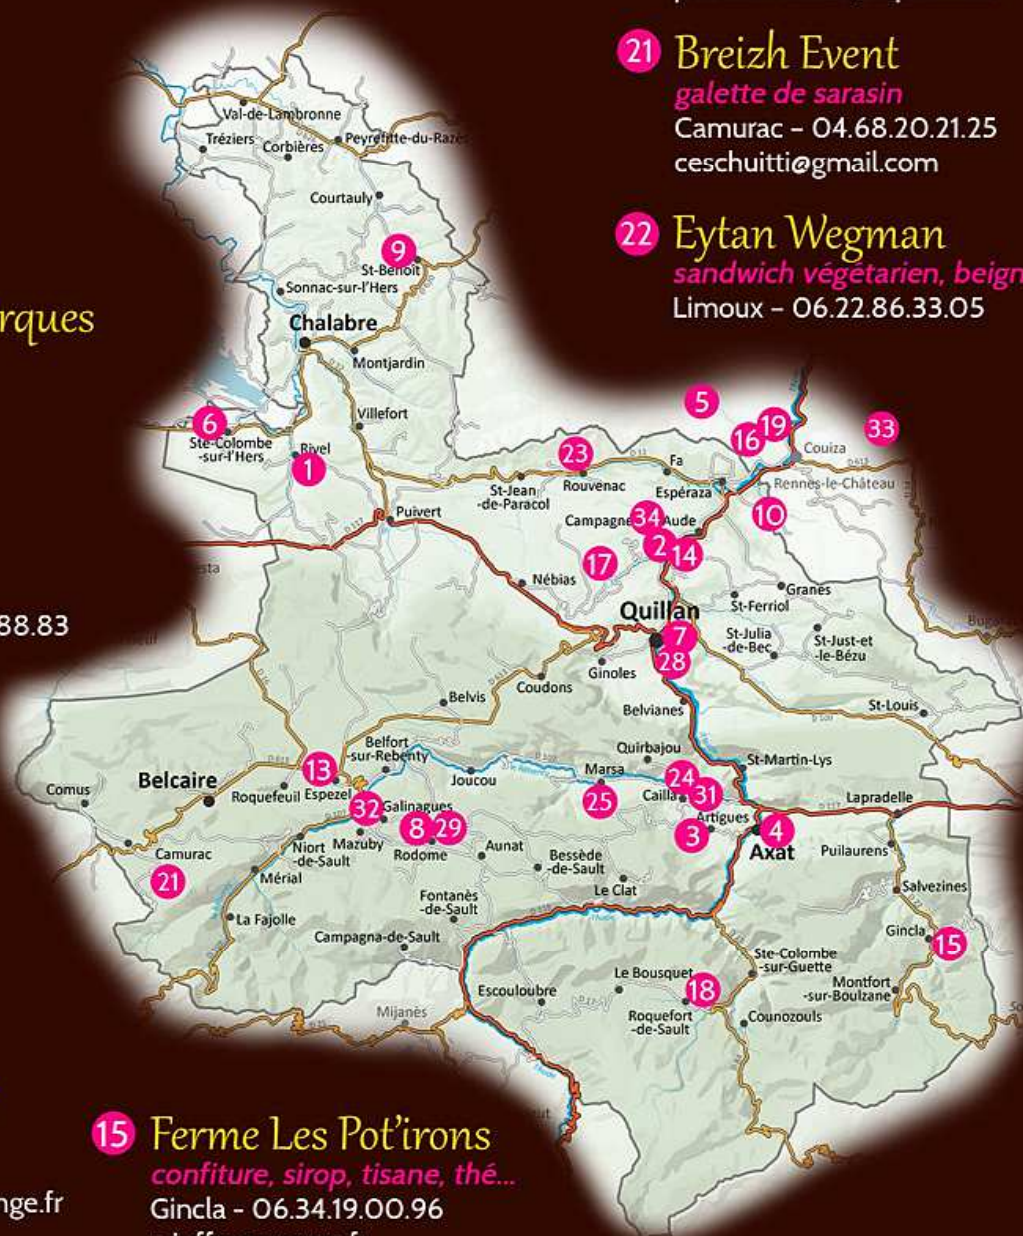 21 Breizh Event
galette de sarasin
Camurac – 04.68.20.21.25
ceschuitti@gmail.com
22 Eytan Wegman
sandwich végétarien, beign
Limoux – 06.22.86.33.05
rques
88.83
Val-de-Lambronne
Tréziers
Corbières
Peyrefitte-du-Razès
Courtauly
9
St-Benoît
Sonnac-sur-l'Hers
Chalabre
Montjardin
Villefort
6
Ste-Colombe
-sur-l'Hers
Rivel
1
5
16
19
33
Couiza
D 613
23
Rouvenac
D 12
Fa
Espéraza
Rennes-le-Château
St-Jean
-de-Paracol
10
Campagne
34
Aude
2
14
17
Puivert
D 117
Nébias
Granes
St-Ferriol
Quillan
7
28
St-Julia
-de-Bec
St-Just-et
-le-Bézu
Ginoles
Coudons
Belvis
Belvianes
St-Louis
D 109
Quirbajou
St-Martin-Lys
Belfort
-sur-Rebenty
Joucou
Marsa
25
24
Cailla
31
Artigues
3
4
Axat
D 117
Lapradelle
Puilaurens
13
Espezel
Roquefeuil
Belcaire
Comus
32
Galinagues
8
29
Rodome
Mazuby
Niort
-de-Sault
Aunat
Bessède
-de-Sault
Le Clat
Camurac
21
Mérial
La Fajolle
Fontanès
-de-Sault
Campagna-de-Sault
Salvezines
Gincla
15
Ste-Colombe
-sur-Guette
Montfort
-sur-Boulzane
Le Bousquet
18
Escouloubre
Roquefort
-de-Sault
Counozouls
Mijanès
15 Ferme Les Pot'irons
confiture, sirop, tisane, thé...
Gincla - 06.34.19.00.96
nge.fr